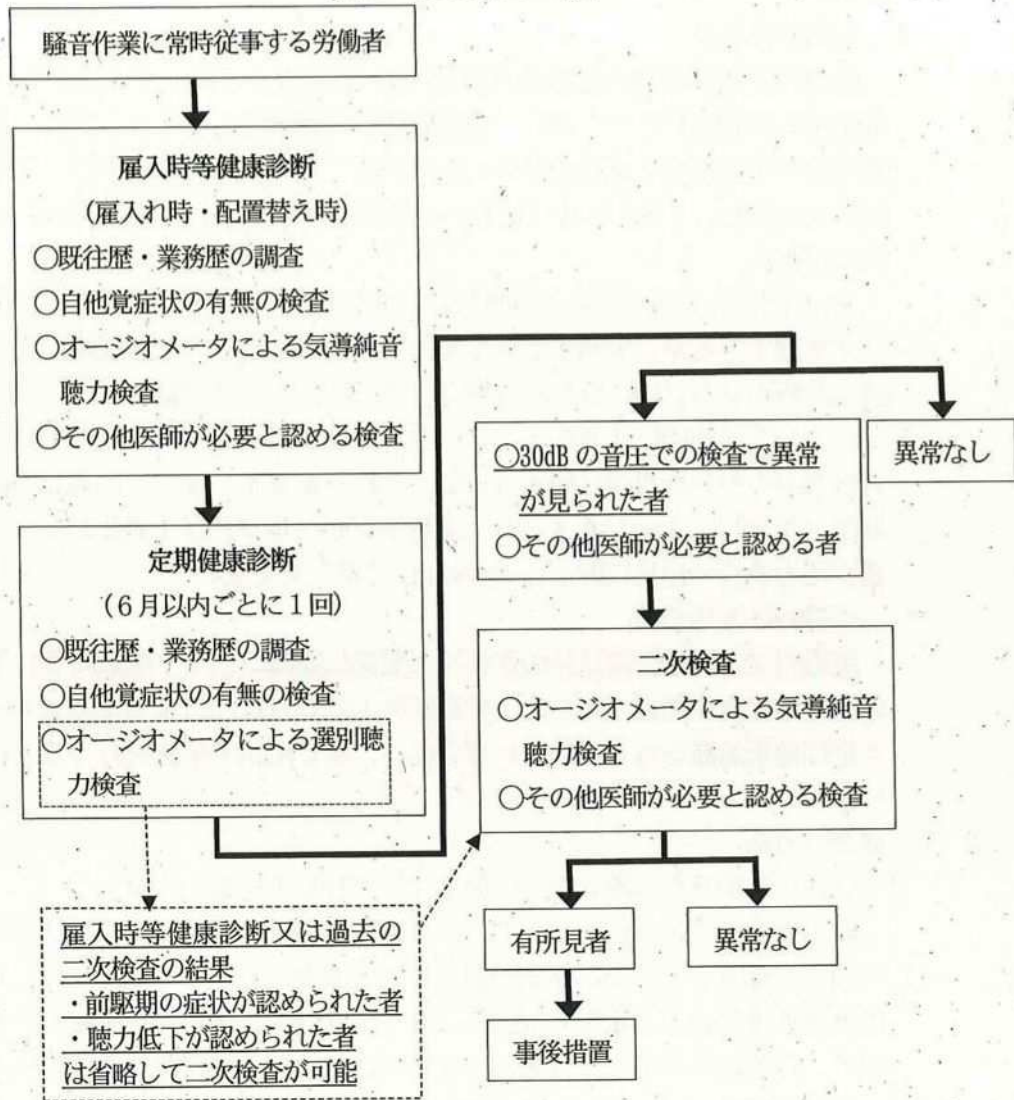 騒音作業に常時従事する労働者
雇入時等健康診断
(雇入れ時・配置替え時)
○既往歴・業務歴の調査
○自他覚症状の有無の検査
○オージオメータによる気導純音
聴力検査
○その他医師が必要と認める検査
定期健康診断
(6月以内ごとに1回)
○既往歴・業務歴の調査
○自他覚症状の有無の検査
○オージオメータによる選別聴
力検査
雇入時等健康診断又は過去の
二次検査の結果
・前駆期の症状が認められた者
・聴力低下が認められた者
は省略して二次検査が可能
○30dBの音圧での検査で異常
が見られた者
○その他医師が必要と認める者
異常なし
二次検査
○オージオメータによる気導純音
聴力検査
○その他医師が必要と認める検査
有所見者
異常なし
事後措置